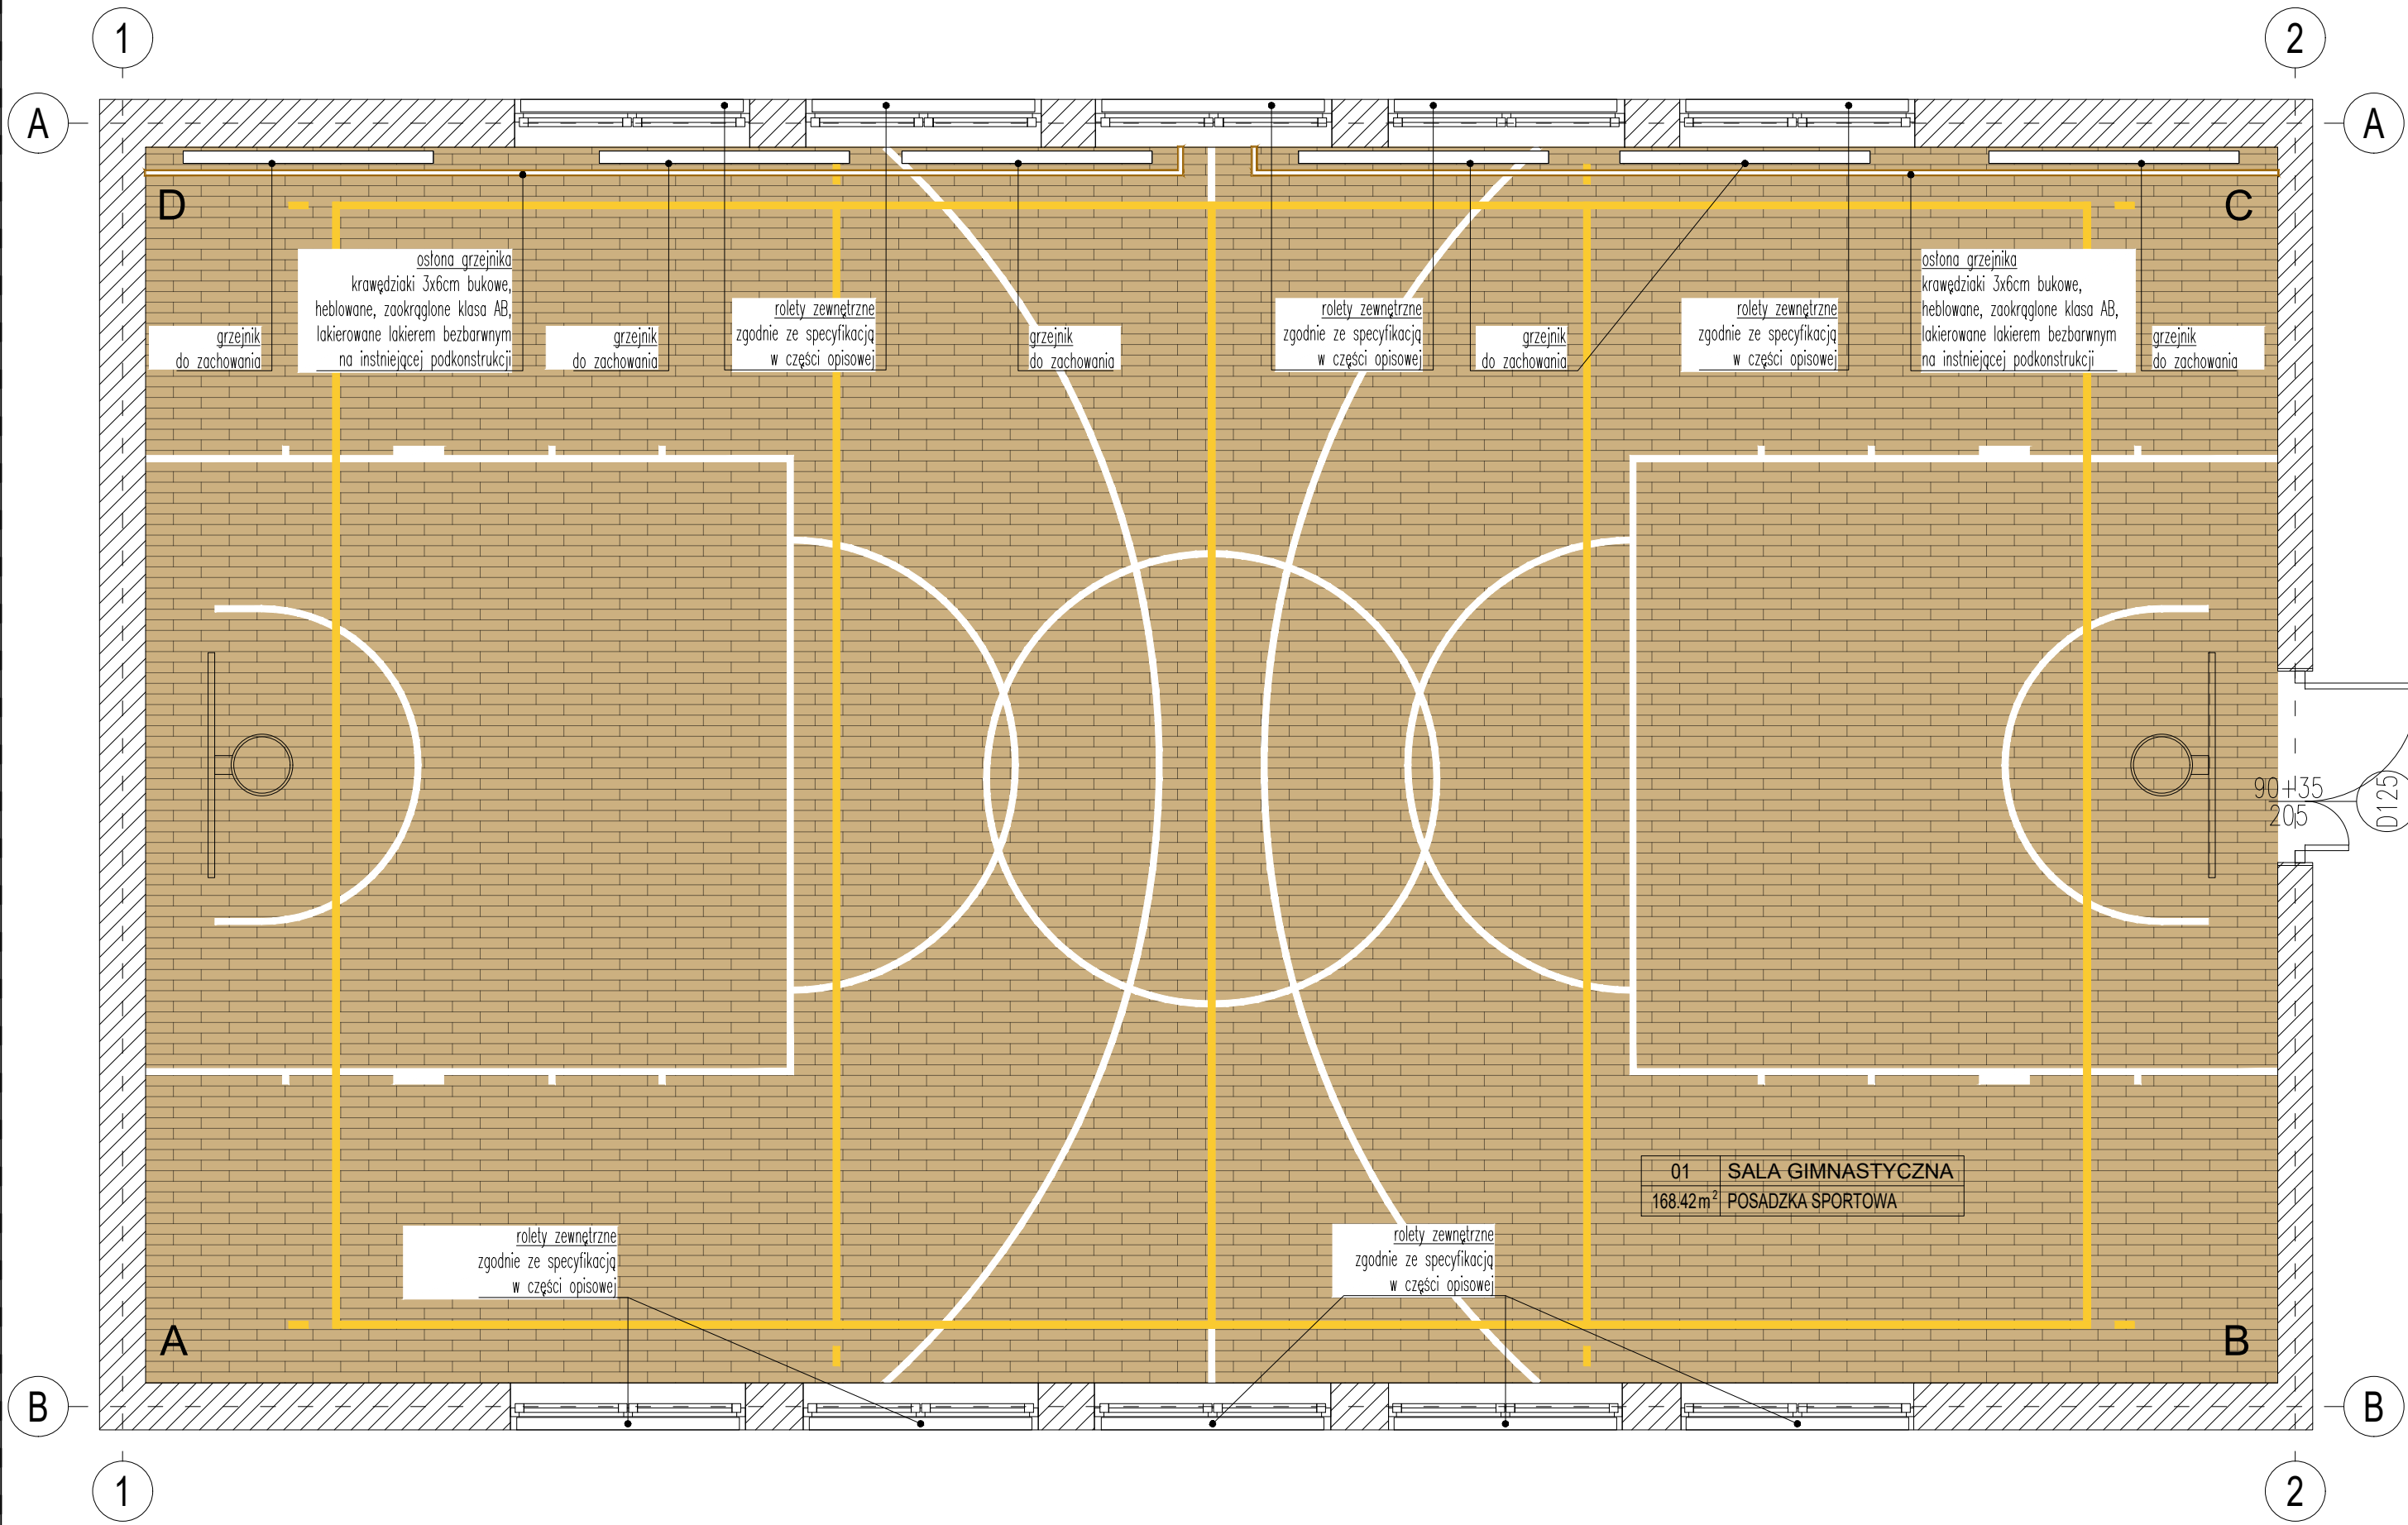 1
2
A
A
D
C
osłona grzejnika
krawędziaki 3x6cm bukowe,
heblowane, zaokrąglone klasa AB,
lakierowane lakierem bezbarwnym
na instniejącej podkonstrukcji
grzejnik
do zachowania
grzejnik
do zachowania
rolety zewnętrzne
zgodnie ze specyfikacją
w części opisowej
grzejnik
do zachowania
rolety zewnętrzne
zgodnie ze specyfikacją
w części opisowej
grzejnik
do zachowania
rolety zewnętrzne
zgodnie ze specyfikacją
w części opisowej
osłona grzejnika
krawędziaki 3x6cm bukowe,
heblowane, zaokrąglone klasa AB,
lakierowane lakierem bezbarwnym
na instniejącej podkonstrukcji
grzejnik
do zachowania
90+35
205
D125
01 SALA GIMNASTYCZNA
168.42m² POSADZKA SPORTOWA
rolety zewnętrzne
zgodnie ze specyfikacją
w części opisowej
rolety zewnętrzne
zgodnie ze specyfikacją
w części opisowej
A
B
B
B
1
2